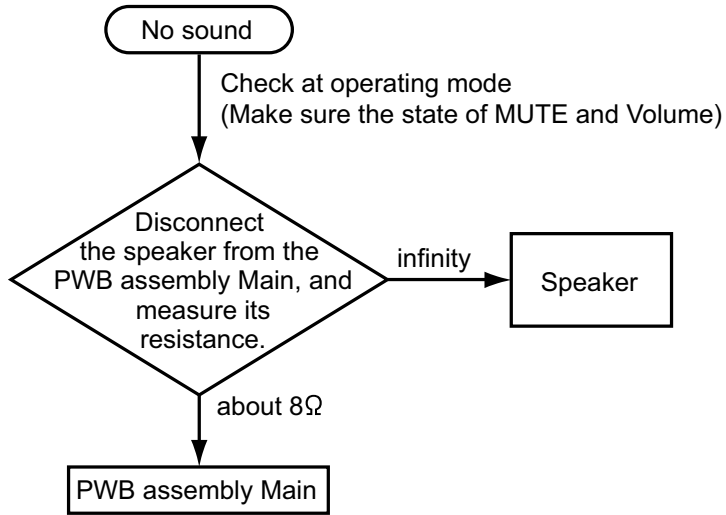 No sound
Check at operating mode
(Make sure the state of MUTE and Volume)
Disconnect
the speaker from the
PWB assembly Main, and
measure its
resistance.
infinity
Speaker
about 8Ω
PWB assembly Main